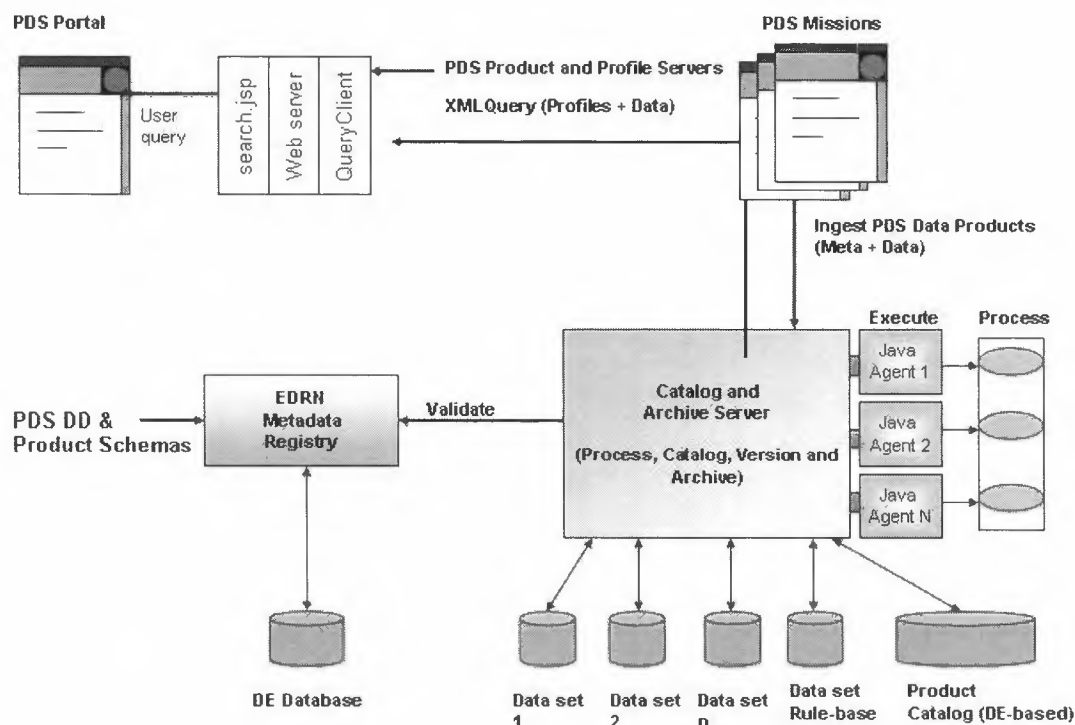 PDS Portal
PDS Missions
User
query
search.jsp
Web server
QueryClient
PDS Product and Profile Servers
XMLQuery (Profiles + Data)
Ingest PDS Data Products
(Meta + Data)
Execute
Process
Java
Agent 1
Java
Agent 2
Java
Agent N
Catalog and
Archive Server
(Process, Catalog, Version and
Archive)
Validate
EDRN
Metadata
Registry
PDS DD &
Product Schemas
DE Database
Data set
1
Data set
2
Data set
n
Data set
Rule-base
Product
Catalog (DE-based)